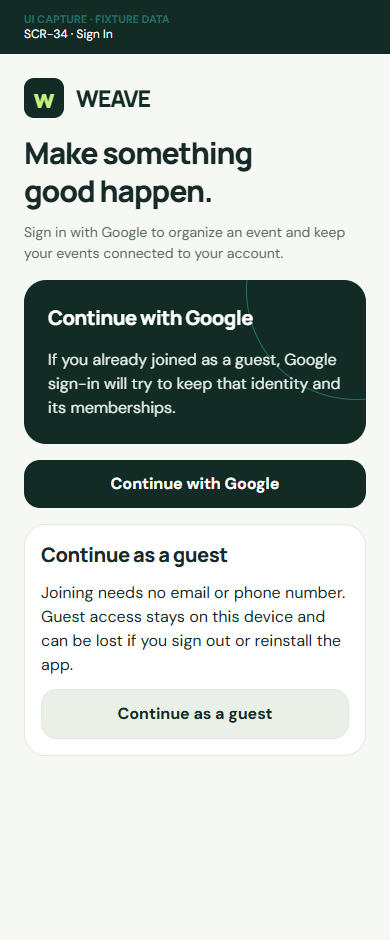 UI CAPTURE · FIXTURE DATA
SCR-34 · Sign In
w WEAVE
Make something
good happen.
Sign in with Google to organize an event and keep
your events connected to your account.
Continue with Google
If you already joined as a guest, Google
sign-in will try to keep that identity and
its memberships.
Continue with Google
Continue as a guest
Joining needs no email or phone number.
Guest access stays on this device and
can be lost if you sign out or reinstall the
app.
Continue as a guest